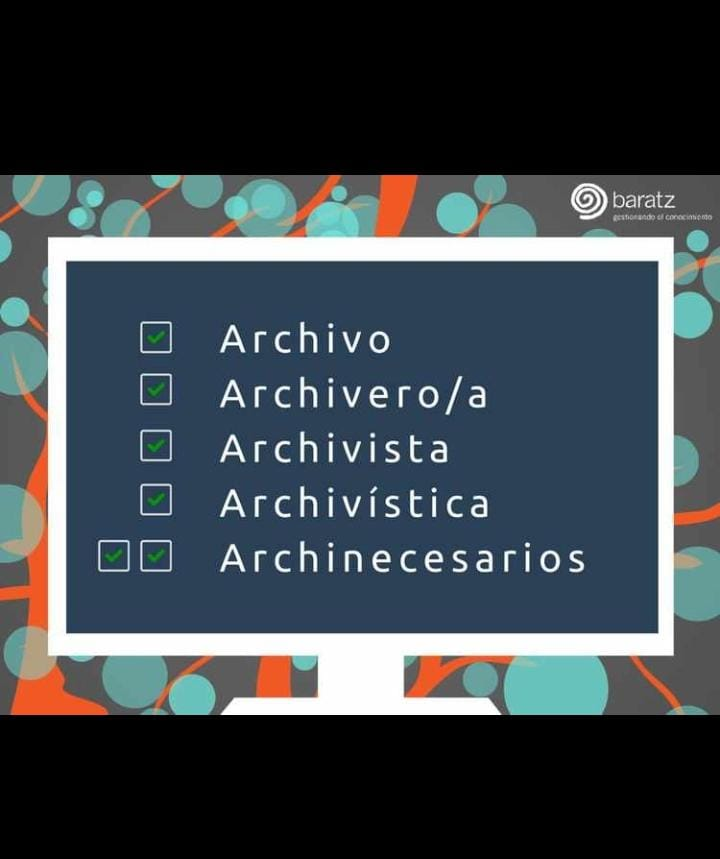 baratz
gestionando el conocimiento
Archivo
Archivero/a
Archivista
Archivística
Archinecesarios